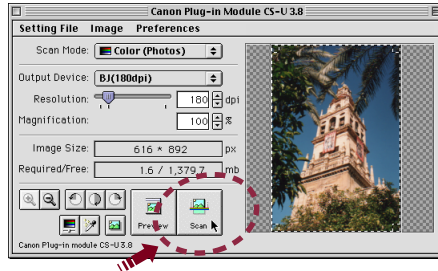 Canon Plug-in Module CS-U 3.8
Setting File Image Preferences
Scan Mode: Color (Photos)
Output Device: BJ(180dpi)
Resolution: 180 dpi
Magnification: 100 %
Image Size: 616 * 892 px
Required/Free: 1.6 / 1,379.7 mb
Preview Scan
Canon Plug-in module CS-U 3.8